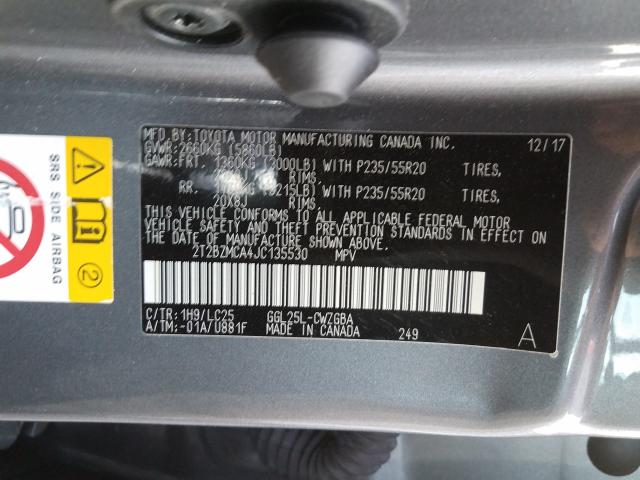 MFD.BY:TOYOTA MOTOR MANUFACTURING CANADA INC. 12/17
GVWR:2660KG (5860LB)
GAWR:FRT. 1360KG (3000LB) WITH P235/55R20 TIRES,
RIMS.
RR. (3215LB) WITH P235/55R20 TIRES,
20X8J RIMS.
THIS VEHICLE CONFORMS TO ALL APPLICABLE FEDERAL MOTOR
VEHICLE SAFETY AND THEFT PREVENTION STANDARDS IN EFFECT ON
THE DATE OF MANUFACTURE SHOWN ABOVE.
2T2BZMCA4JC135530 MPV
C/TR:1H9/LC25 GGL25L-CWZGBA
A/TM:-01A/U881F MADE IN CANADA 249 A
SRS SIDE AIRBAG
2